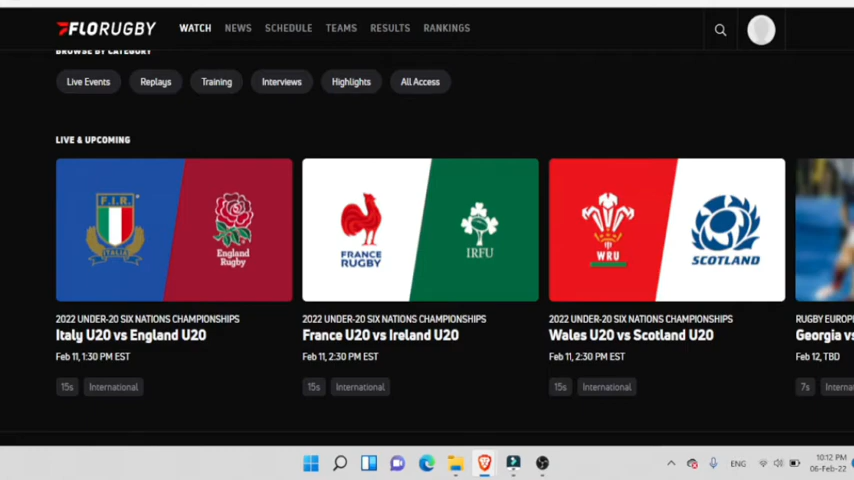 FLORUGBY WATCH NEWS SCHEDULE TEAMS RESULTS RANKINGS
BROWSE BY CATEGORY
Live Events Replays Training Interviews Highlights All Access
LIVE & UPCOMING
F.I.R. ITALIA England Rugby FRANCE RUGBY IRFU WRU SCOTLAND
2022 UNDER-20 SIX NATIONS CHAMPIONSHIPS 2022 UNDER-20 SIX NATIONS CHAMPIONSHIPS 2022 UNDER-20 SIX NATIONS CHAMPIONSHIPS RUGBY EUROP
Italy U20 vs England U20 France U20 vs Ireland U20 Wales U20 vs Scotland U20 Georgia vs
Feb 11, 1:30 PM EST Feb 11, 2:30 PM EST Feb 11, 2:30 PM EST Feb 12, TBD
15s International 15s International 15s International 7s Interna
ENG 10:12 PM
06-Feb-22